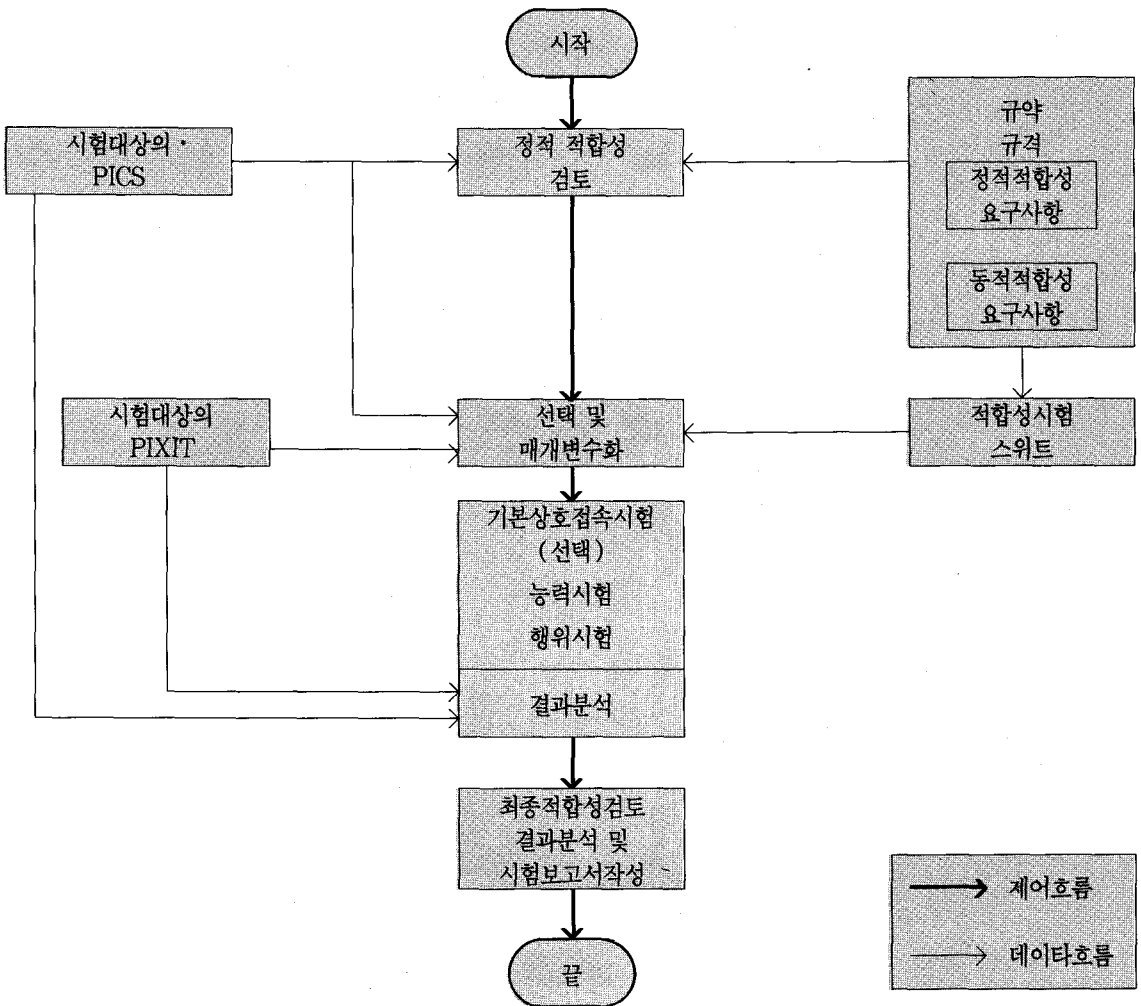 시작
시험대상의
PICS
정적 적합성
검토
규약
규격
정적적합성
요구사항
동적적합성
요구사항
시험대상의
PIXIT
선택 및
매개변수화
적합성시험
스위트
기본상호접속시험
(선택)
능력시험
행위시험
결과분석
최종적합성검토
결과분석 및
시험보고서작성
끝
제어흐름
데이타흐름